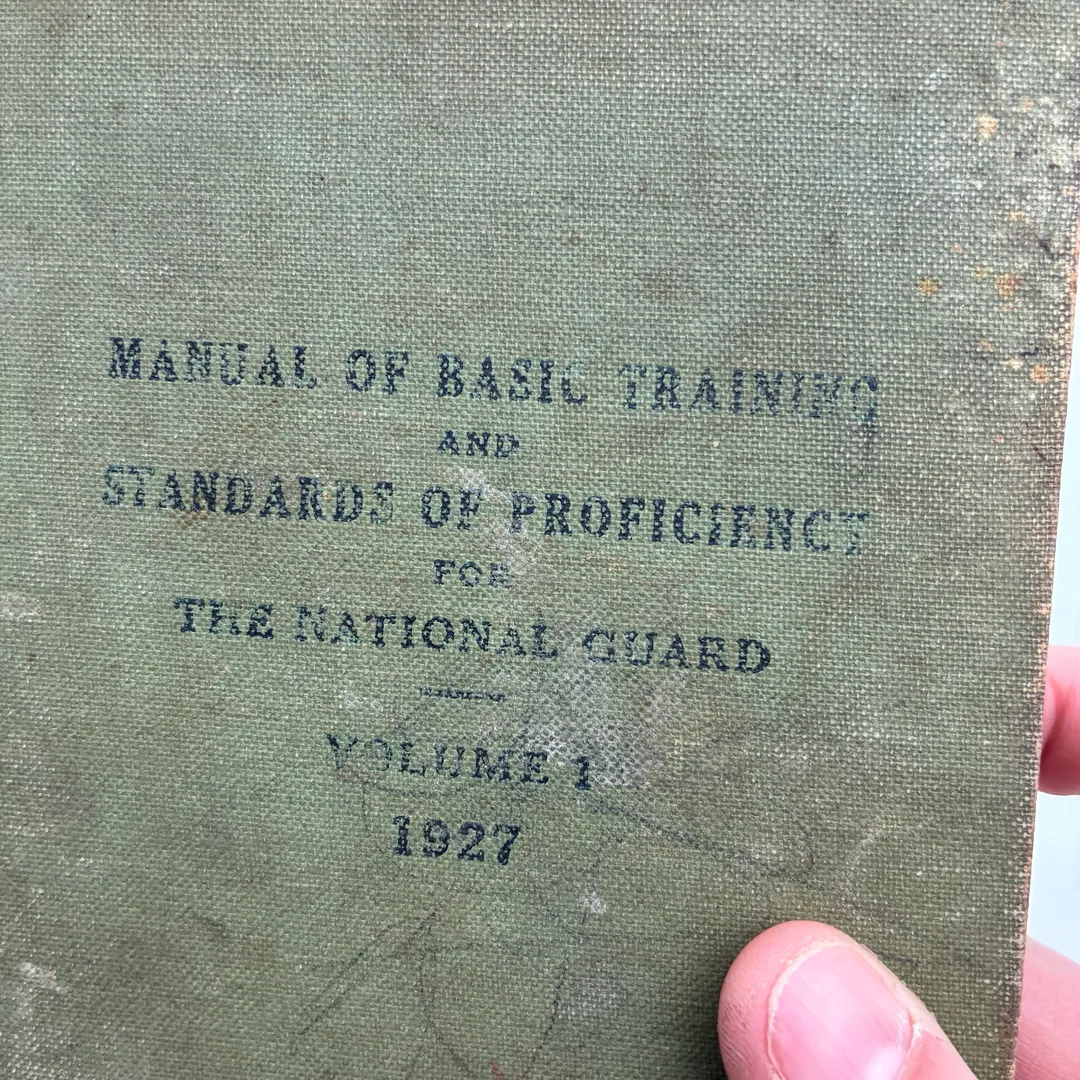 MANUAL OF BASIC TRAINING
AND
STANDARDS OF PROFICIENCY
FOR
THE NATIONAL GUARD
VOLUME 1
1927